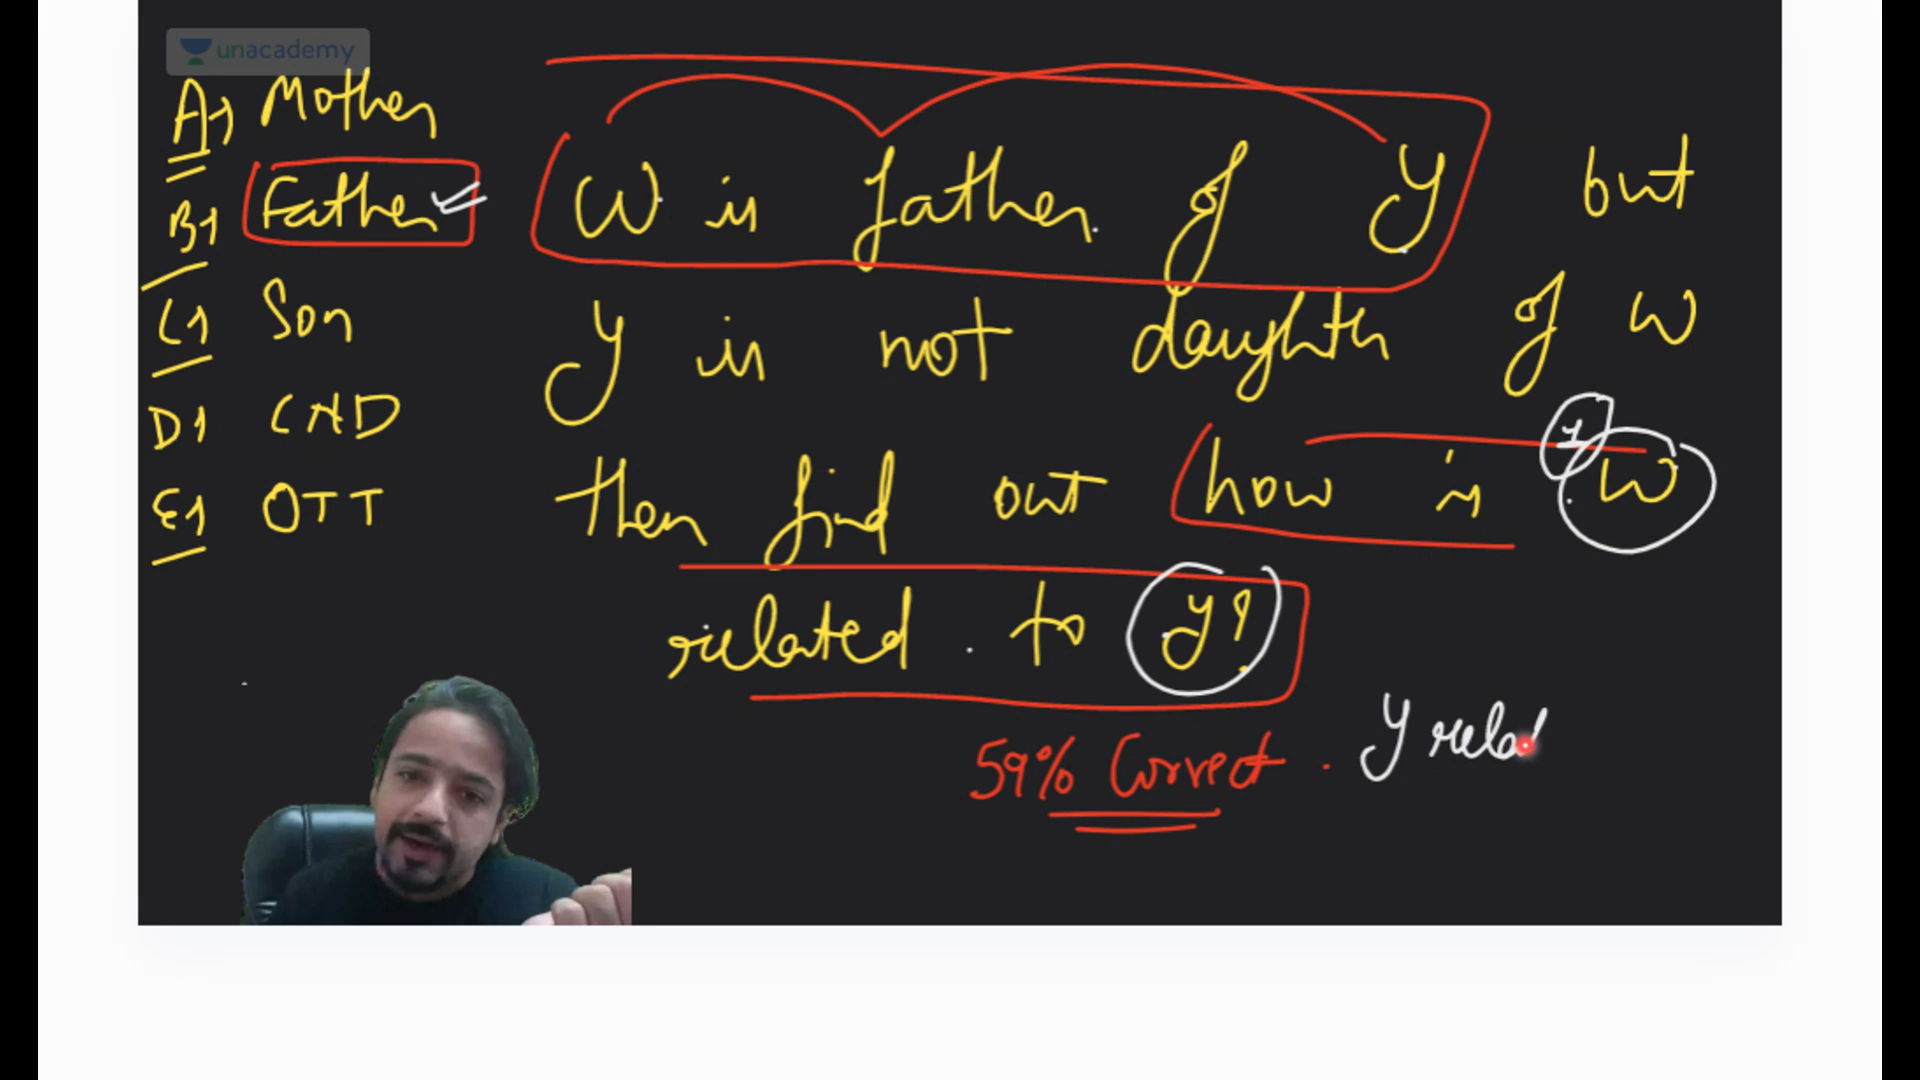 unacademy
A) Mother
B) Father
C) Son
D) CND
E) OTT
W is father of Y but
Y is not daughter of W
then find out how is W
related to Y?
59% Correct.